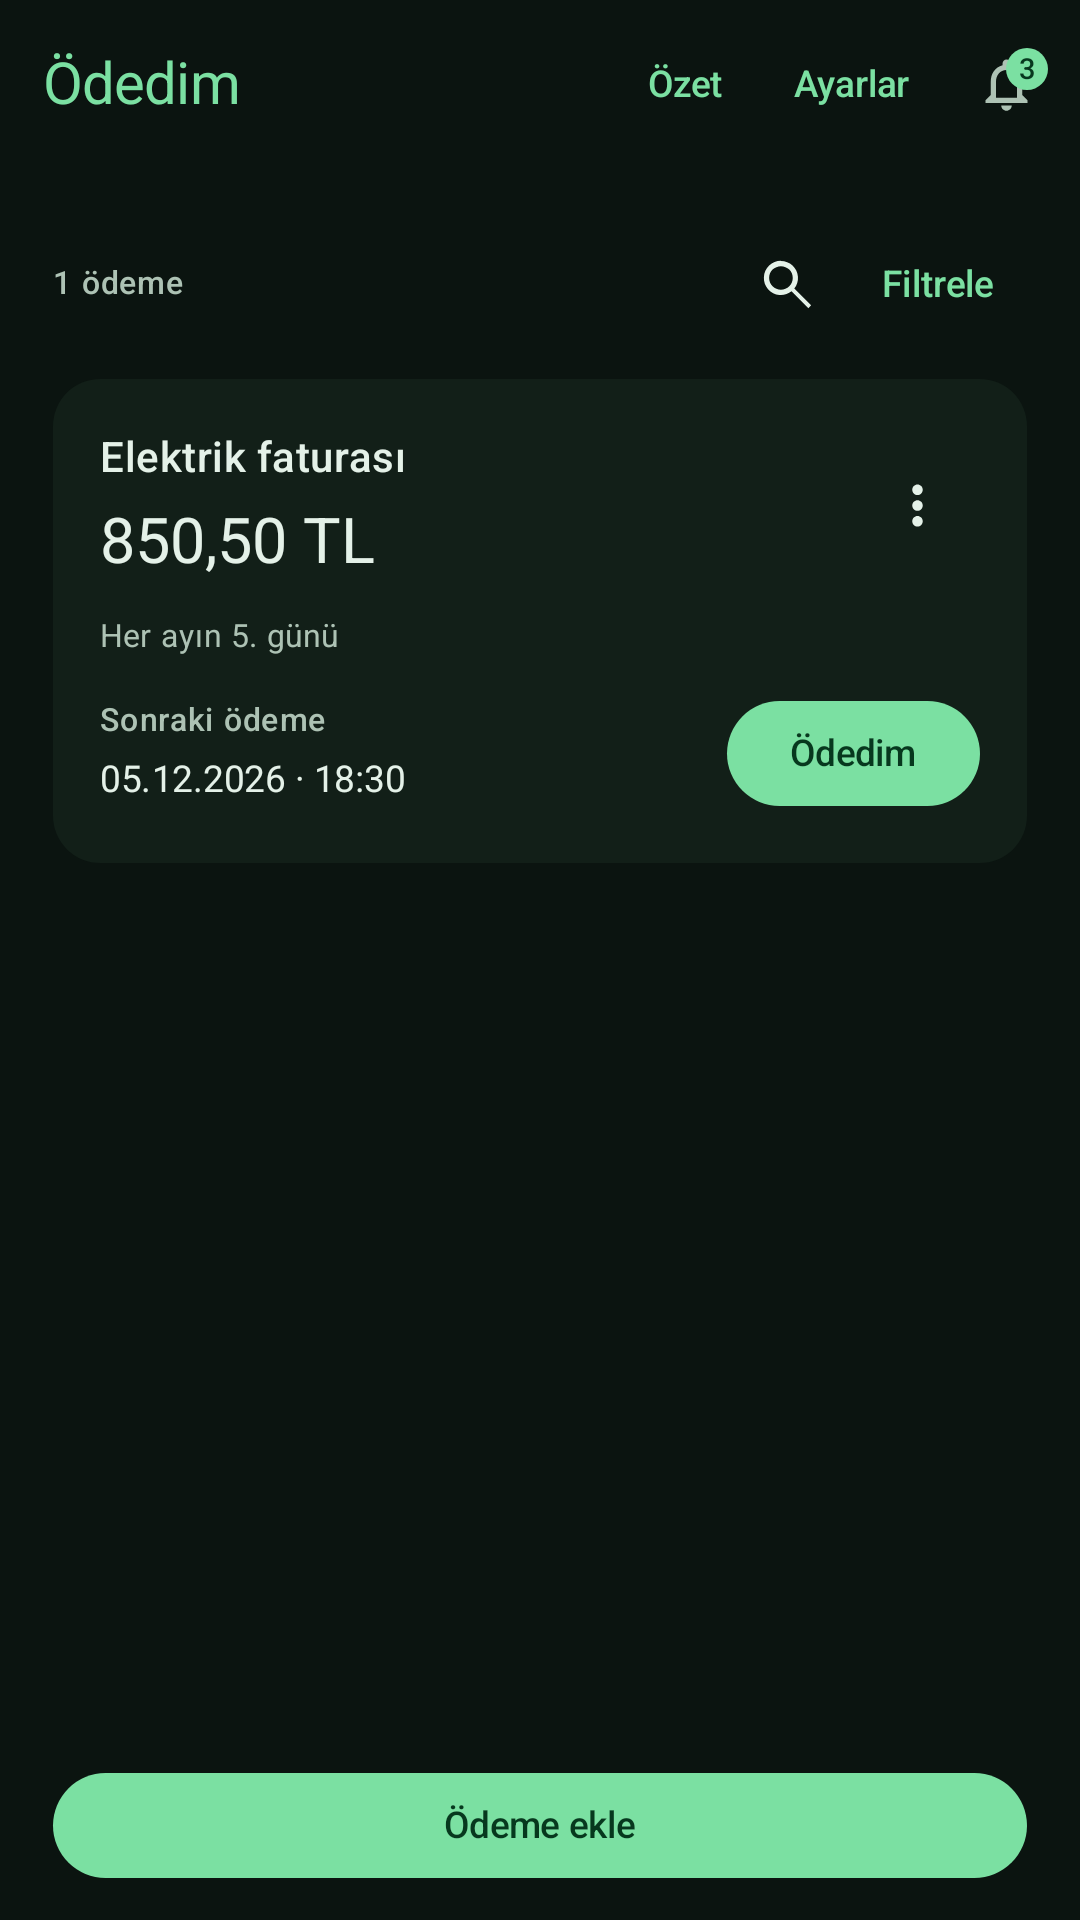 Ödedim
Özet
Ayarlar
3
1 ödeme
Filtrele
Elektrik faturası
850,50 TL
Her ayın 5. günü
Sonraki ödeme
05.12.2026 · 18:30
Ödedim
Ödeme ekle